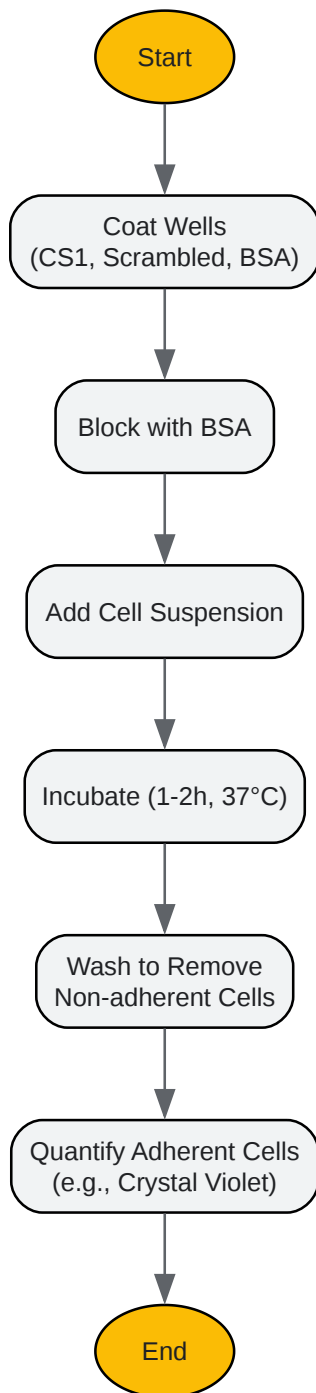 Start
Coat Wells
(CS1, Scrambled, BSA)
Block with BSA
Add Cell Suspension
Incubate (1-2h, 37°C)
Wash to Remove
Non-adherent Cells
Quantify Adherent Cells
(e.g., Crystal Violet)
End